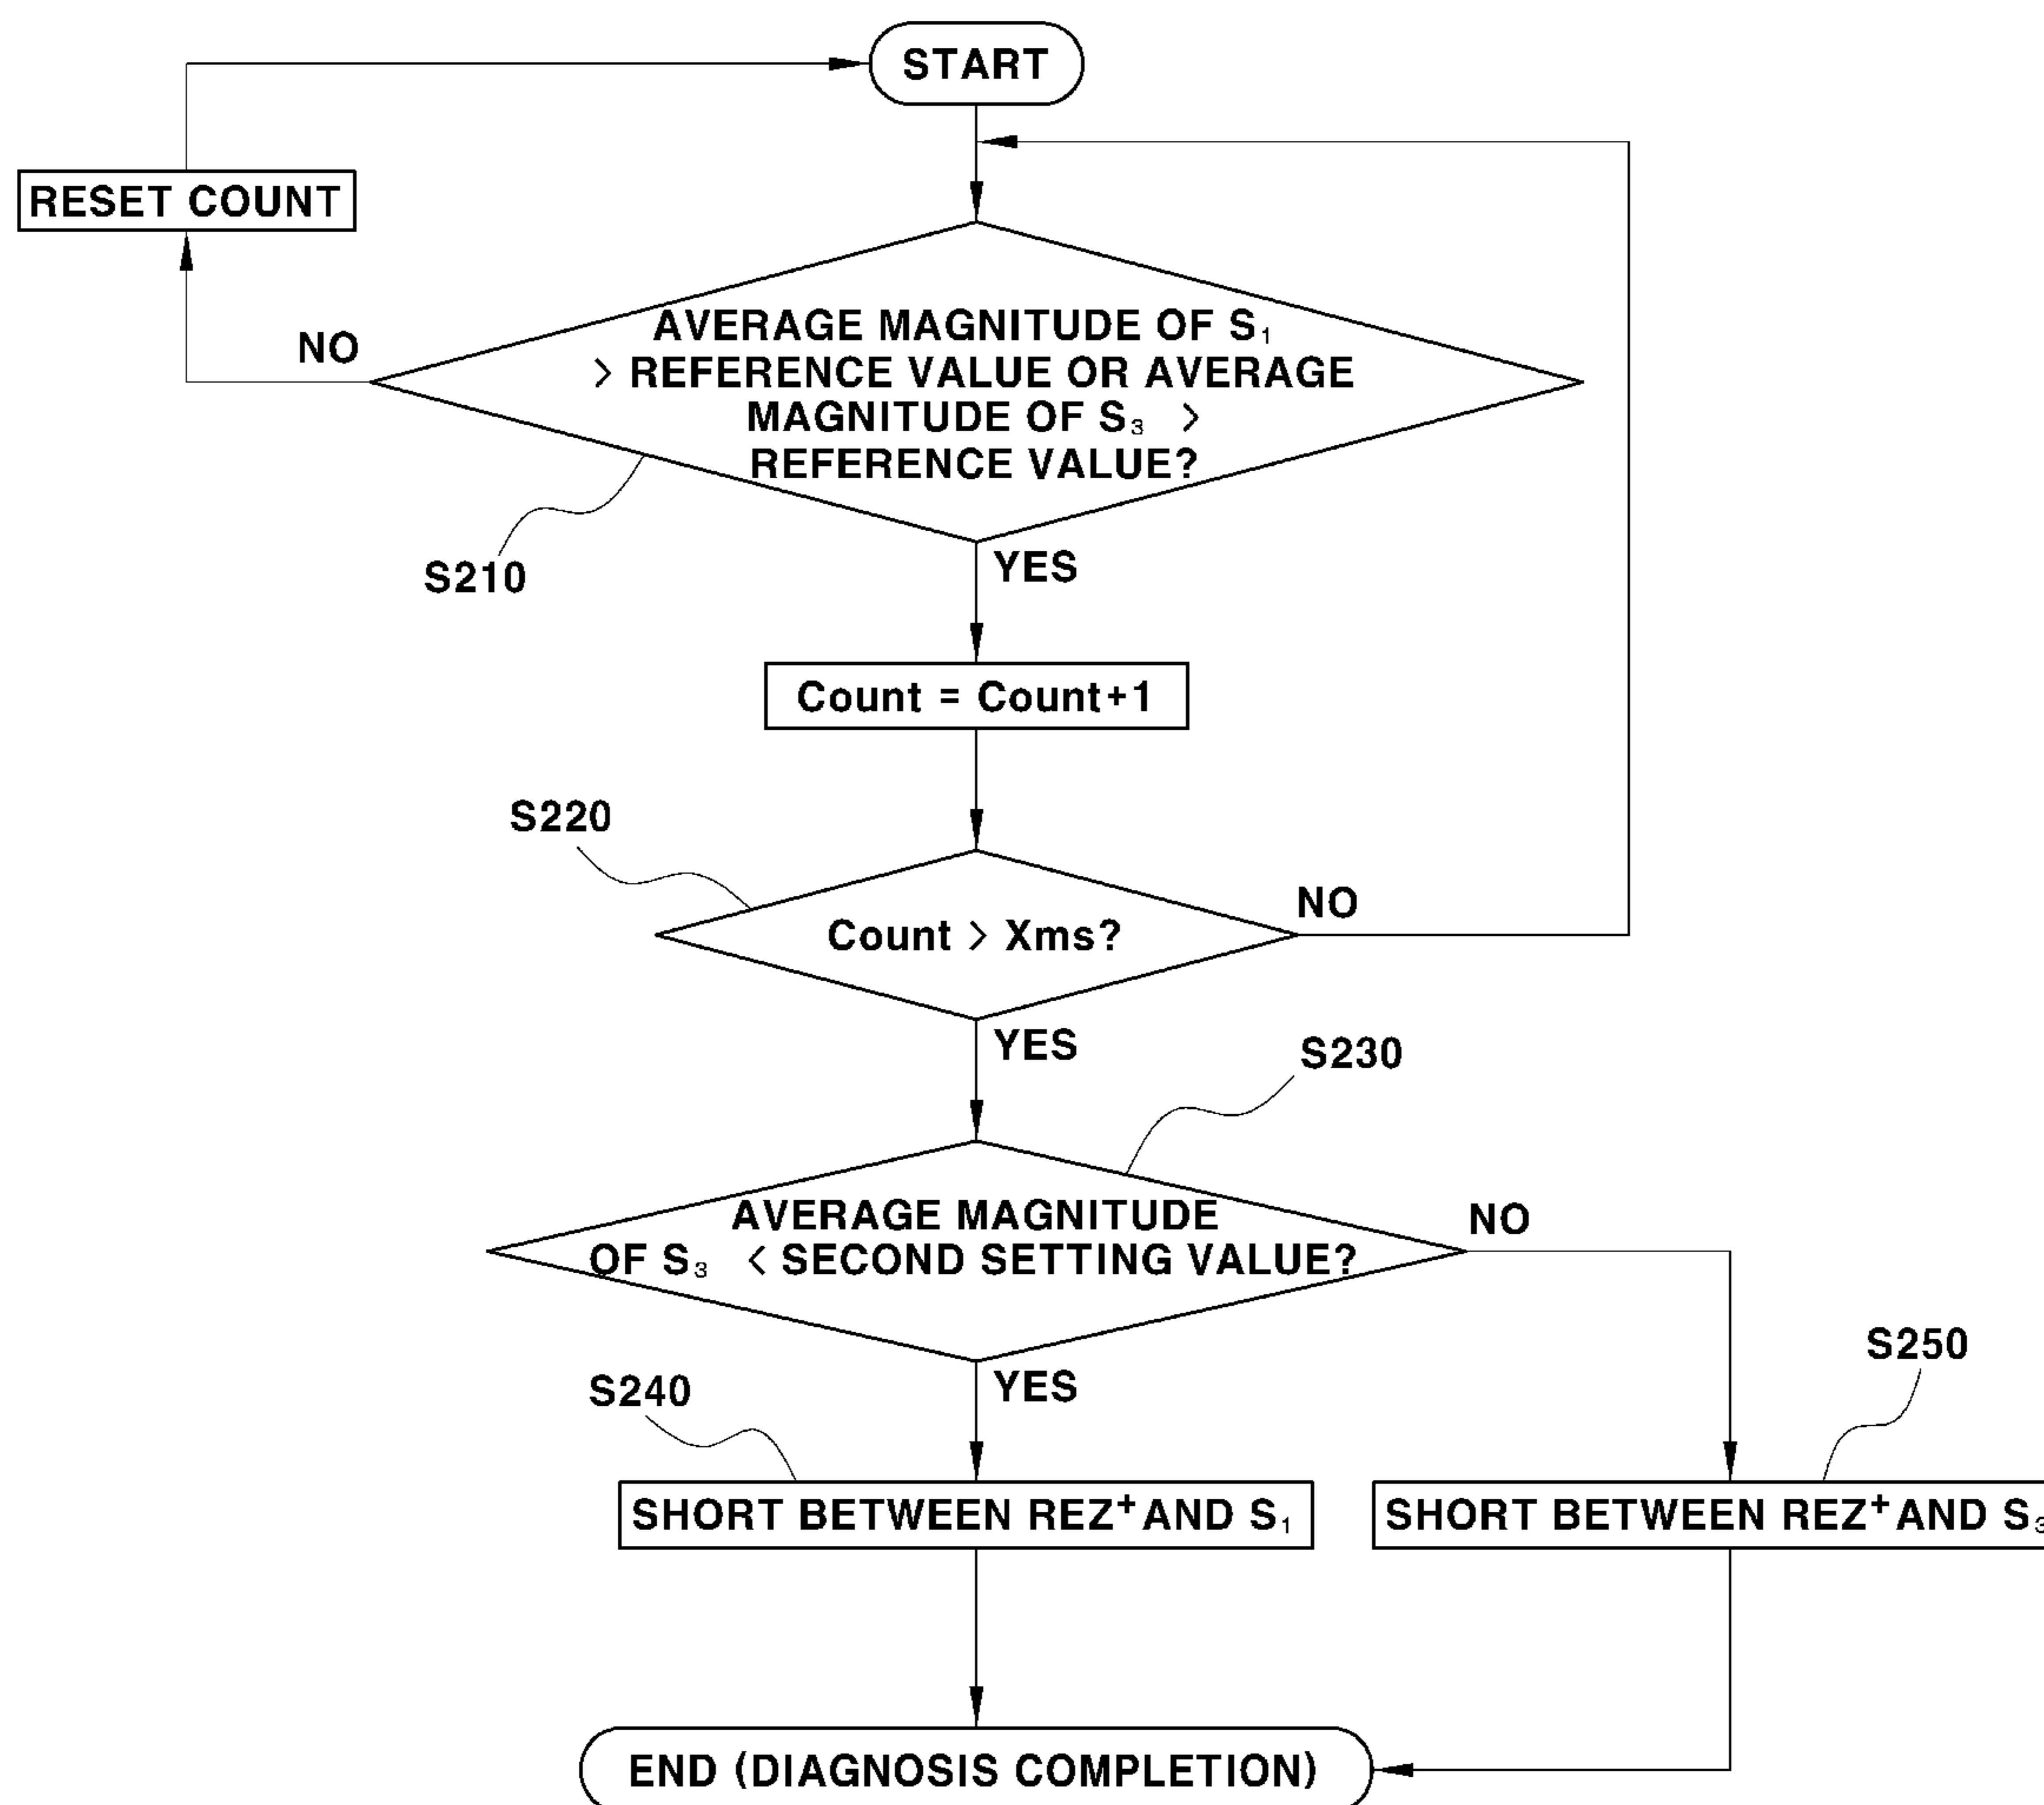 START
RESET COUNT
NO
AVERAGE MAGNITUDE OF S₁
> REFERENCE VALUE OR AVERAGE
MAGNITUDE OF S₃ >
REFERENCE VALUE?
S210
YES
Count = Count+1
S220
Count > Xms?
NO
YES
S230
AVERAGE MAGNITUDE
OF S₃ < SECOND SETTING VALUE?
NO
YES
S240
S250
SHORT BETWEEN REZ⁺ AND S₁
SHORT BETWEEN REZ⁺ AND S₃
END (DIAGNOSIS COMPLETION)